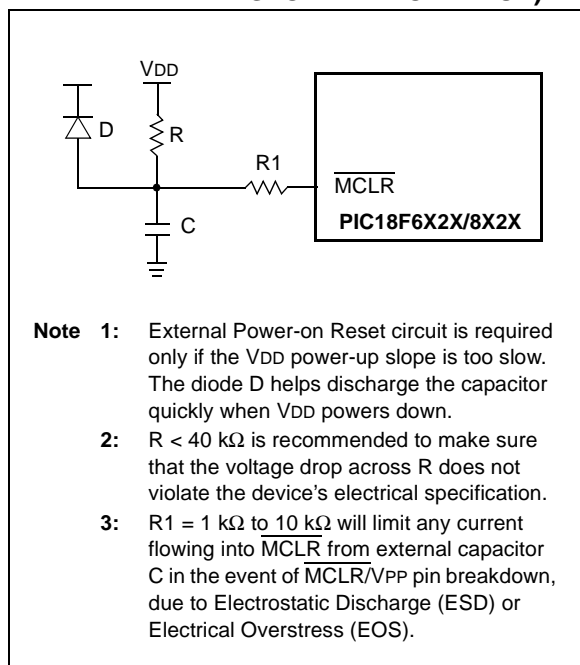 VDD
D
R
R1
MCLR
C
PIC18F6X2X/8X2X
Note 1: External Power-on Reset circuit is required
only if the VDD power-up slope is too slow.
The diode D helps discharge the capacitor
quickly when VDD powers down.
2: R < 40 kΩ is recommended to make sure
that the voltage drop across R does not
violate the device's electrical specification.
3: R1 = 1 kΩ to 10 kΩ will limit any current
flowing into MCLR from external capacitor
C in the event of MCLR/VPP pin breakdown,
due to Electrostatic Discharge (ESD) or
Electrical Overstress (EOS).